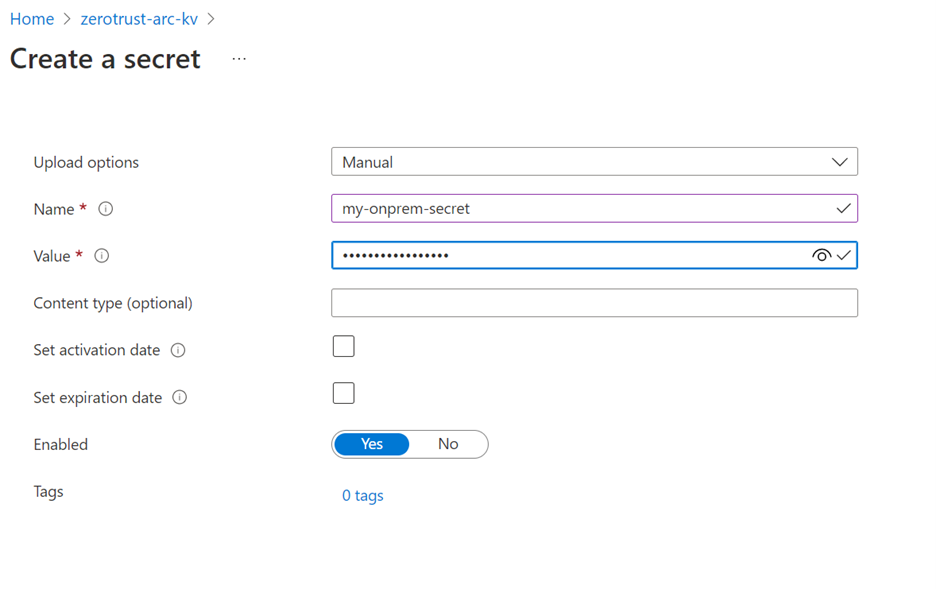 Home > zerotrust-arc-kv >
Create a secret ...
Upload options Manual
Name * my-onprem-secret
Value * •••••••••••••••••
Content type (optional)
Set activation date
Set expiration date
Enabled Yes No
Tags 0 tags